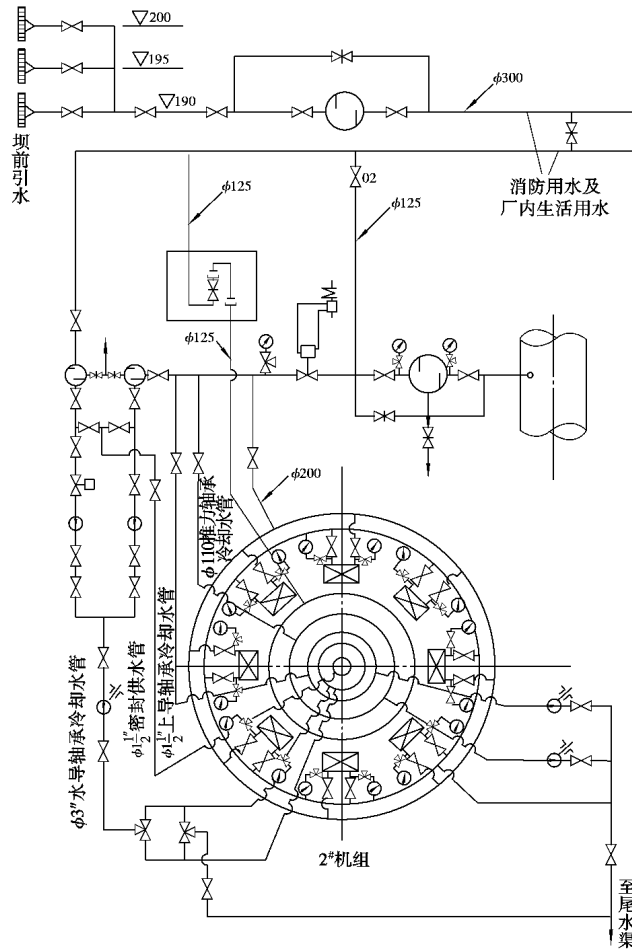 ▽200
▽195
▽190
坝前引水
φ300
消防用水及
厂内生活用水
02
φ125
φ125
φ125
φ200
φ110推力轴承
冷却水管
φ1½″上导轴承冷却水管
φ1½″密封供水管
φ3″水导轴承冷却水管
2#机组
至尾水渠